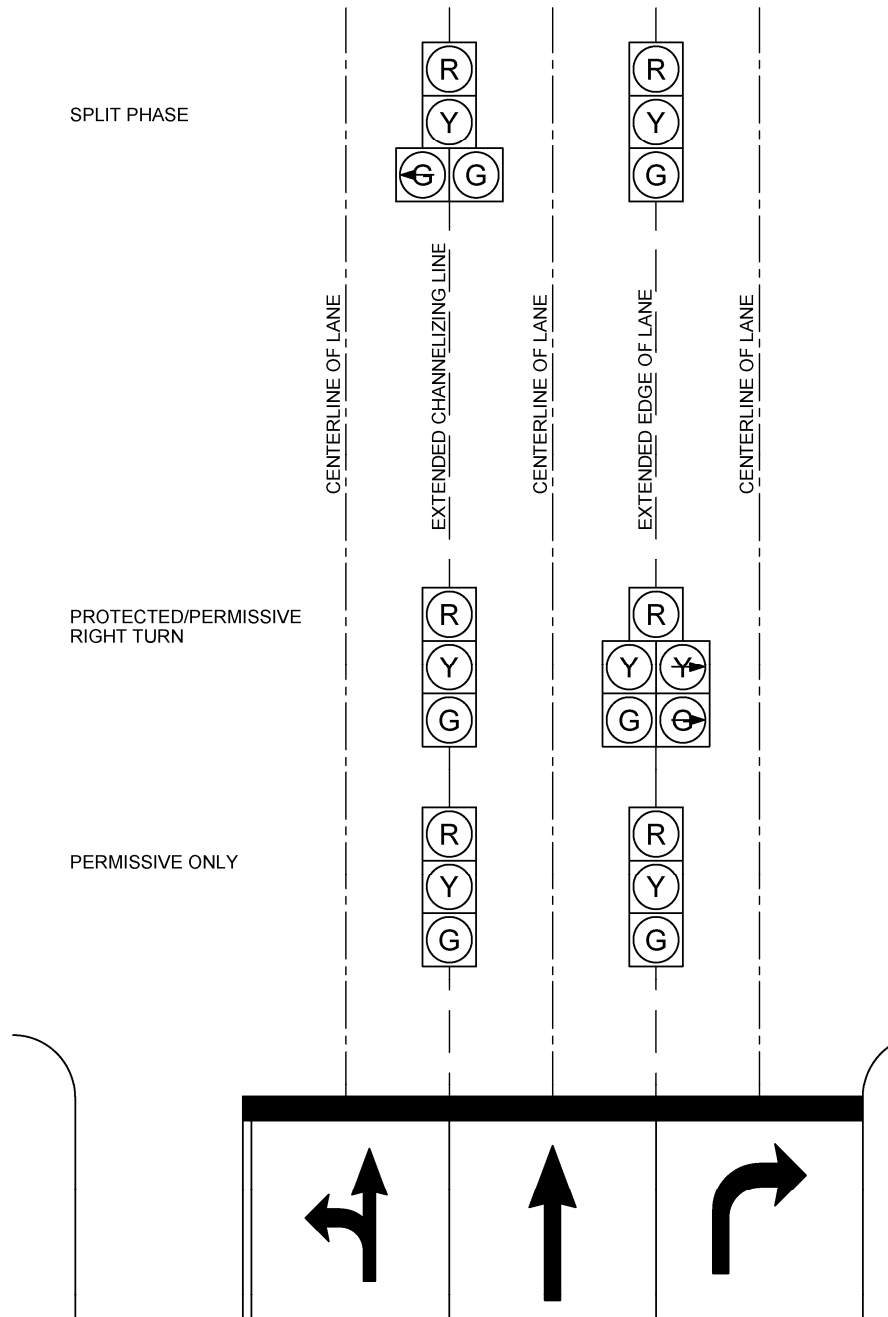 R R
SPLIT PHASE
Y Y
G G G
CENTERLINE OF LANE
EXTENDED CHANNELIZING LINE
CENTERLINE OF LANE
EXTENDED EDGE OF LANE
CENTERLINE OF LANE
R R
PROTECTED/PERMISSIVE
RIGHT TURN
Y Y Y
G G G
R R
PERMISSIVE ONLY
Y Y
G G